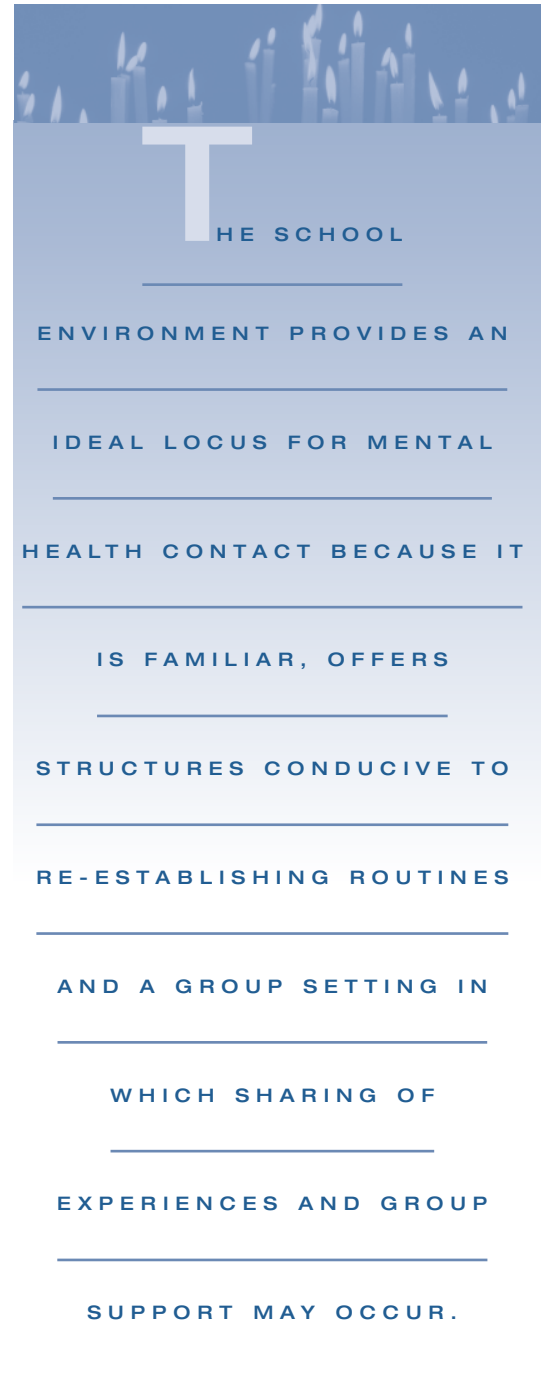 THE SCHOOL
ENVIRONMENT PROVIDES AN
IDEAL LOCUS FOR MENTAL
HEALTH CONTACT BECAUSE IT
IS FAMILIAR, OFFERS
STRUCTURES CONDUCIVE TO
RE-ESTABLISHING ROUTINES
AND A GROUP SETTING IN
WHICH SHARING OF
EXPERIENCES AND GROUP
SUPPORT MAY OCCUR.